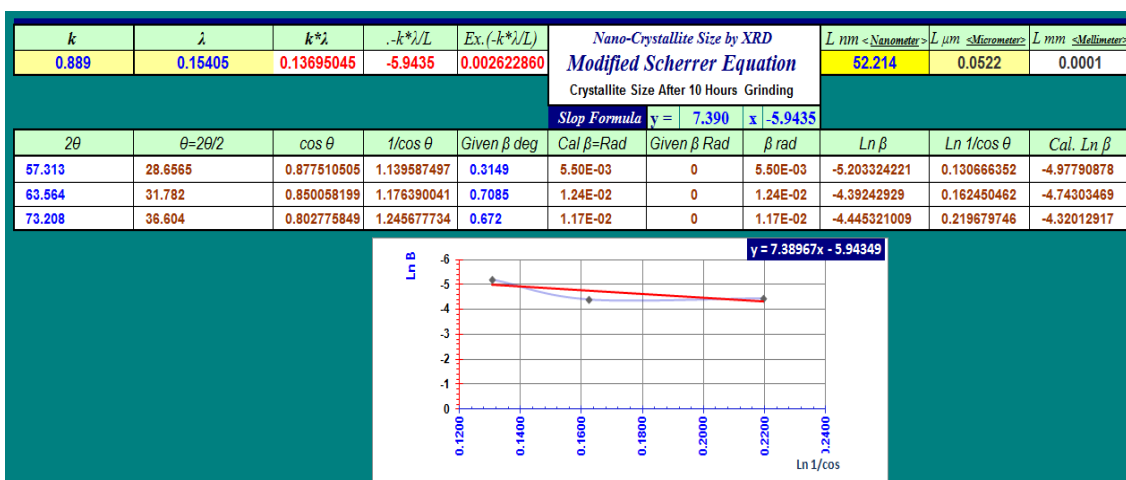 k λ k*λ .-k*λ/L Ex.(-k*λ/L) Nano-Crystallite Size by XRD L nm <Nanometer> L μm <Micrometer> L mm <Mellimeter>
0.889 0.15405 0.13695045 -5.9435 0.002622860 Modified Scherrer Equation 52.214 0.0522 0.0001
Crystallite Size After 10 Hours Grinding
Slop Formula y = 7.390 x -5.9435
2θ θ=2θ/2 cos θ 1/cos θ Given β deg Cal β=Rad Given β Rad β rad Ln β Ln 1/cos θ Cal. Ln β
57.313 28.6565 0.877510505 1.139587497 0.3149 5.50E-03 0 5.50E-03 -5.203324221 0.130666352 -4.97790878
63.564 31.782 0.850058199 1.176390041 0.7085 1.24E-02 0 1.24E-02 -4.39242929 0.162450462 -4.74303469
73.208 36.604 0.802775849 1.245677734 0.672 1.17E-02 0 1.17E-02 -4.445321009 0.219679746 -4.32012917
y = 7.38967x - 5.94349
Ln B
-6
-5
-4
-3
-2
-1
0
0.1200 0.1400 0.1600 0.1800 0.2000 0.2200 0.2400
Ln 1/cos